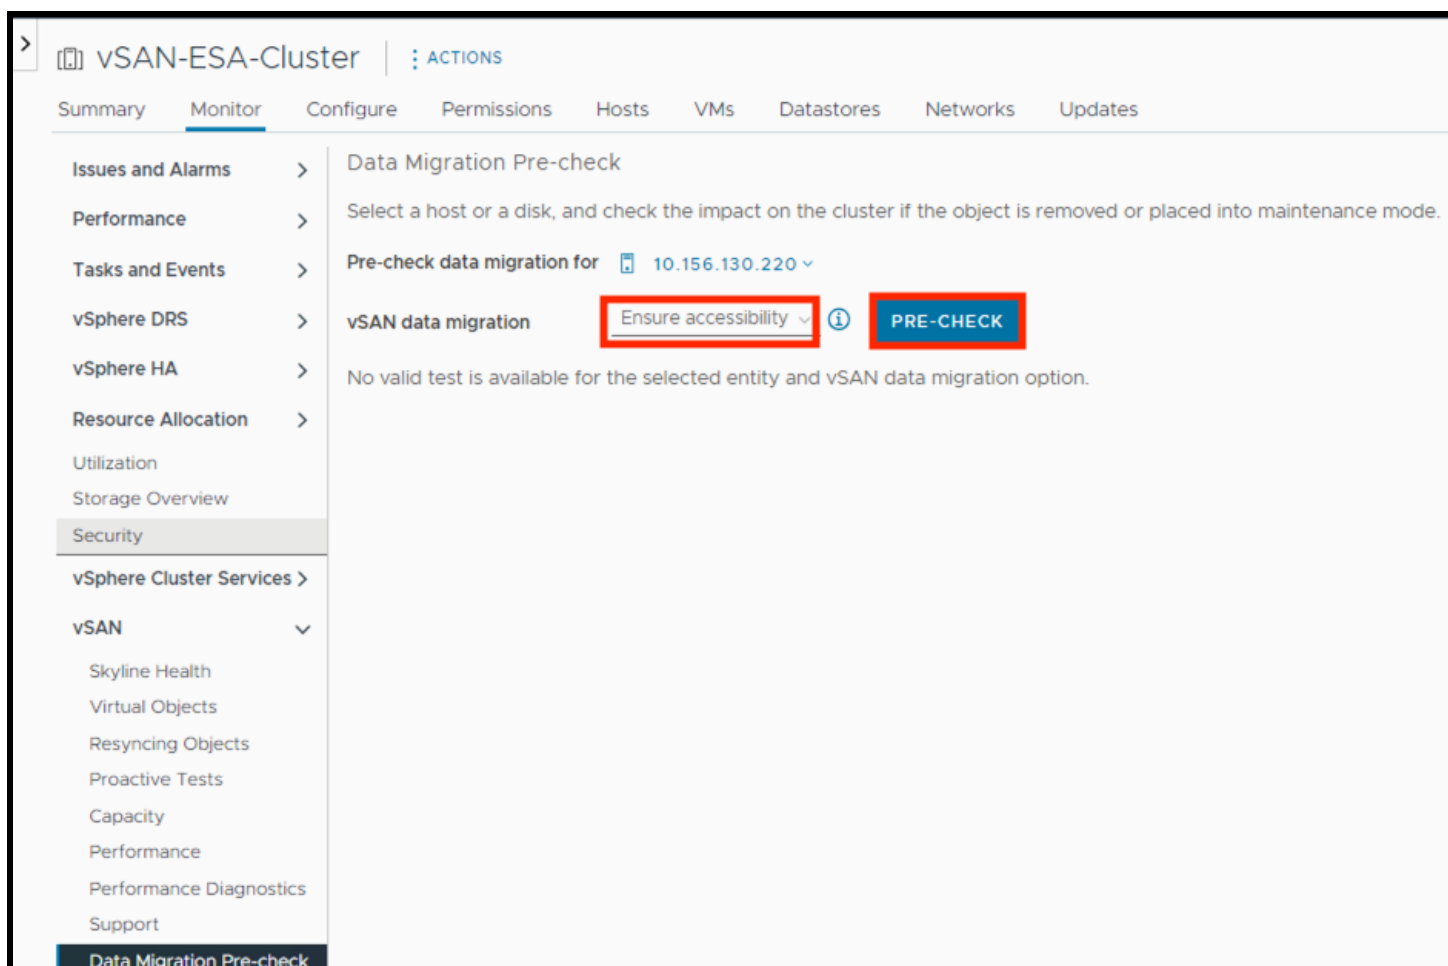 vSAN-ESA-Cluster
ACTIONS
Summary Monitor Configure Permissions Hosts VMs Datastores Networks Updates
Issues and Alarms
Performance
Tasks and Events
vSphere DRS
vSphere HA
Resource Allocation
Utilization
Storage Overview
Security
vSphere Cluster Services
vSAN
Skyline Health
Virtual Objects
Resyncing Objects
Proactive Tests
Capacity
Performance
Performance Diagnostics
Support
Data Migration Pre-check
Data Migration Pre-check
Select a host or a disk, and check the impact on the cluster if the object is removed or placed into maintenance mode.
Pre-check data migration for 10.156.130.220
vSAN data migration Ensure accessibility PRE-CHECK
No valid test is available for the selected entity and vSAN data migration option.